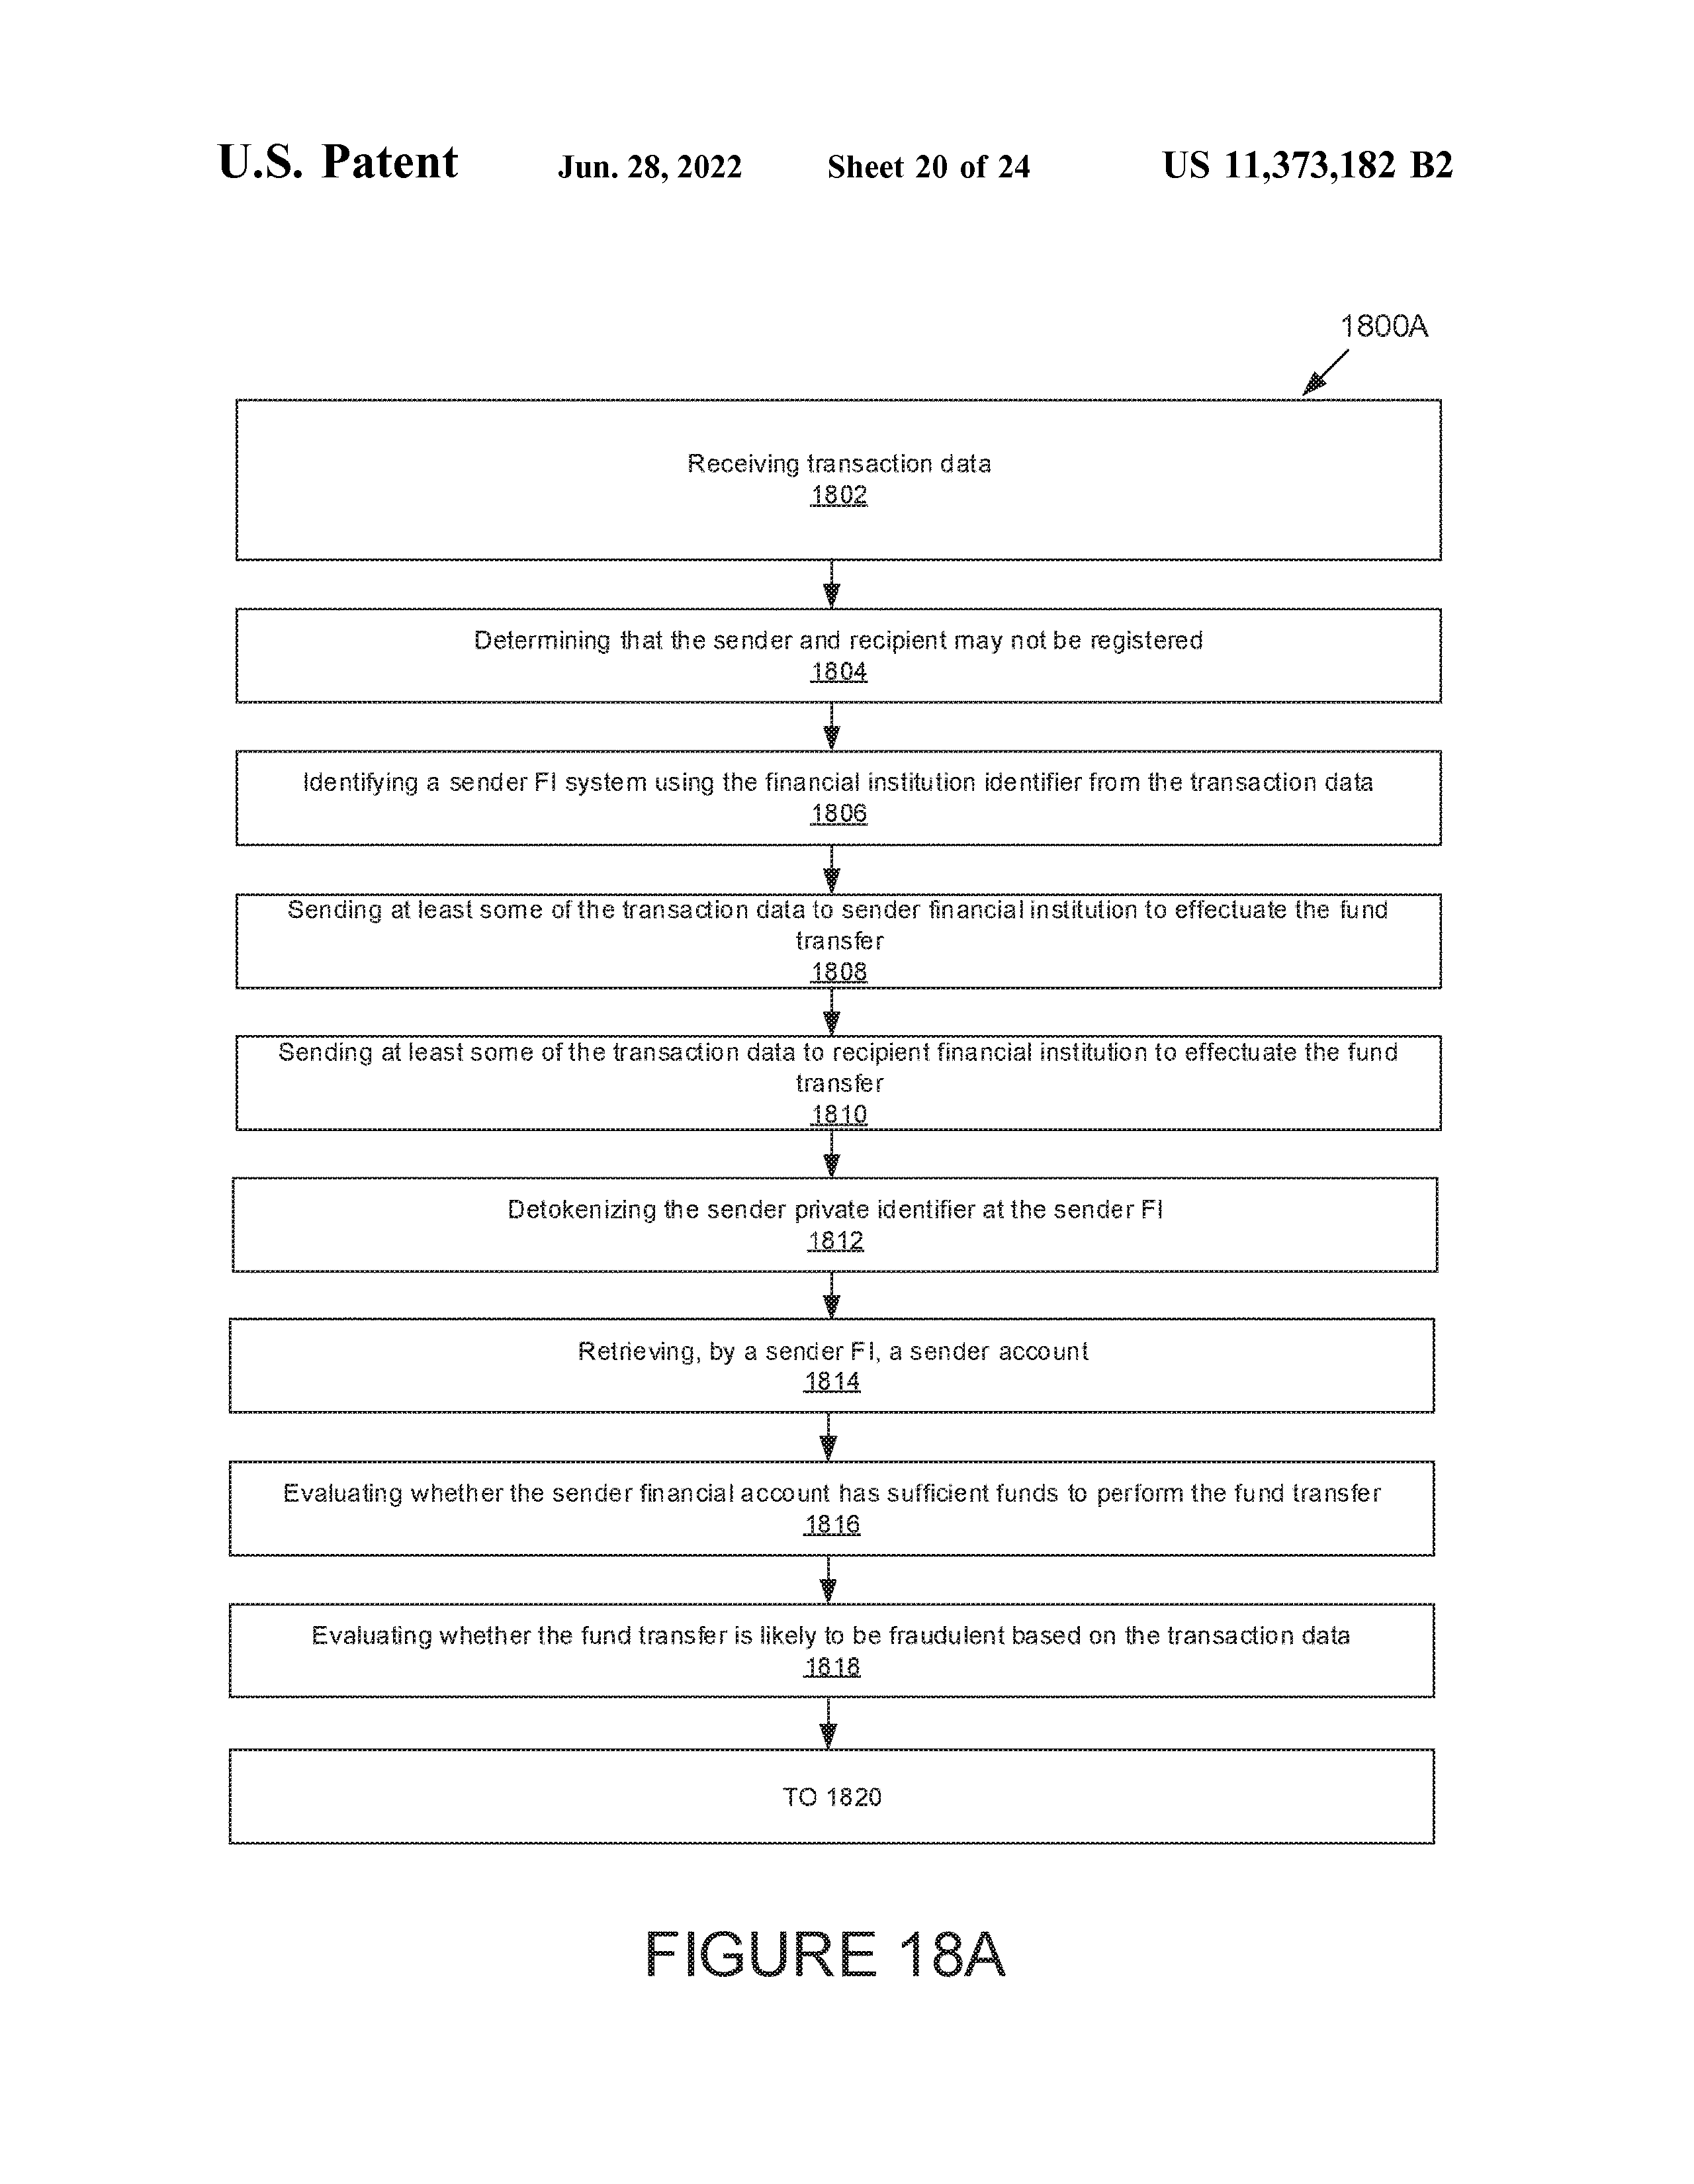 U.S. Patent Jun. 28, 2022 Sheet 20 of 24 US 11,373,182 B2
1800A
Receiving transaction data
1802
Determining that the sender and recipient may not be registered
1804
Identifying a sender FI system using the financial institution identifier from the transaction data
1806
Sending at least some of the transaction data to sender financial institution to effectuate the fund
transfer
1808
Sending at least some of the transaction data to recipient financial institution to effectuate the fund
transfer
1810
Detokenizing the sender private identifier at the sender FI
1812
Retrieving, by a sender FI, a sender account
1814
Evaluating whether the sender financial account has sufficient funds to perform the fund transfer
1816
Evaluating whether the fund transfer is likely to be fraudulent based on the transaction data
1818
TO 1820
FIGURE 18A